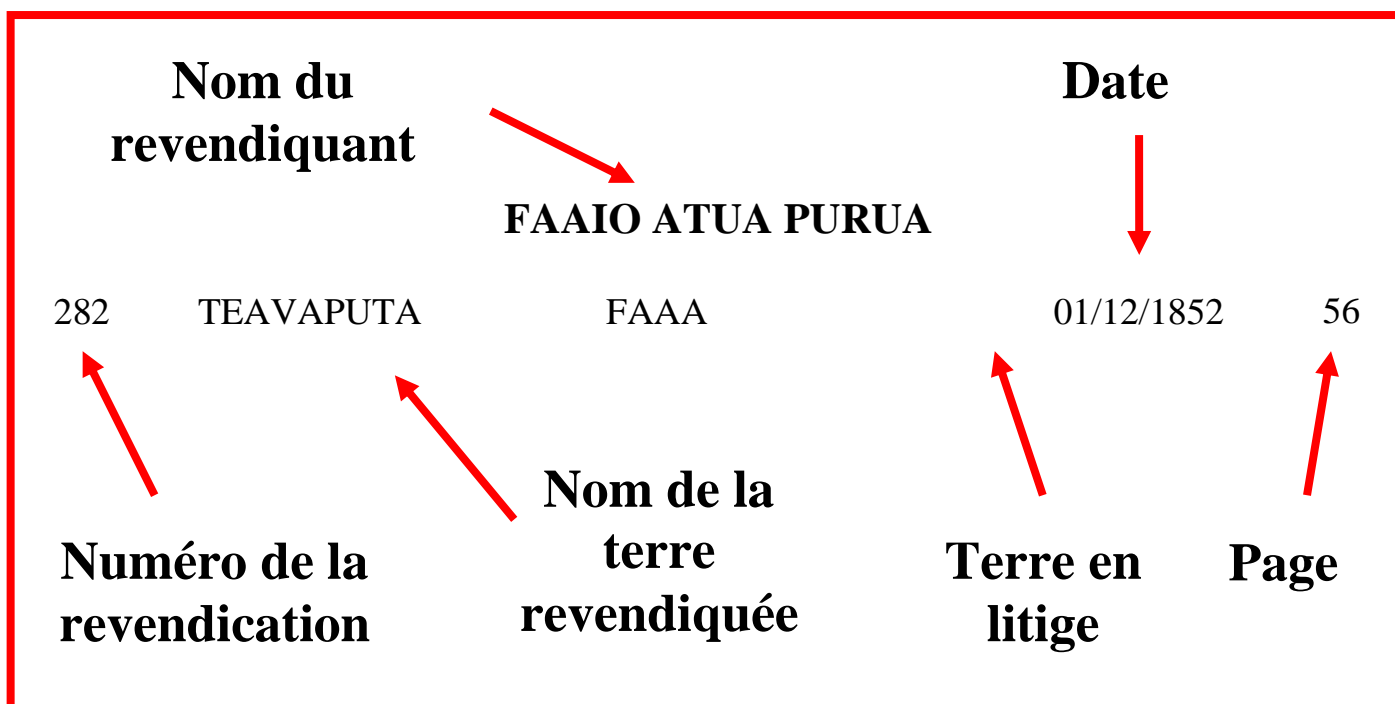 Nom du
revendiquant
Date
FAAIO ATUA PURUA
282 TEAVAPUTA FAAA 01/12/1852 56
Numéro de la
revendication
Nom de la
terre
revendiquée
Terre en
litige
Page